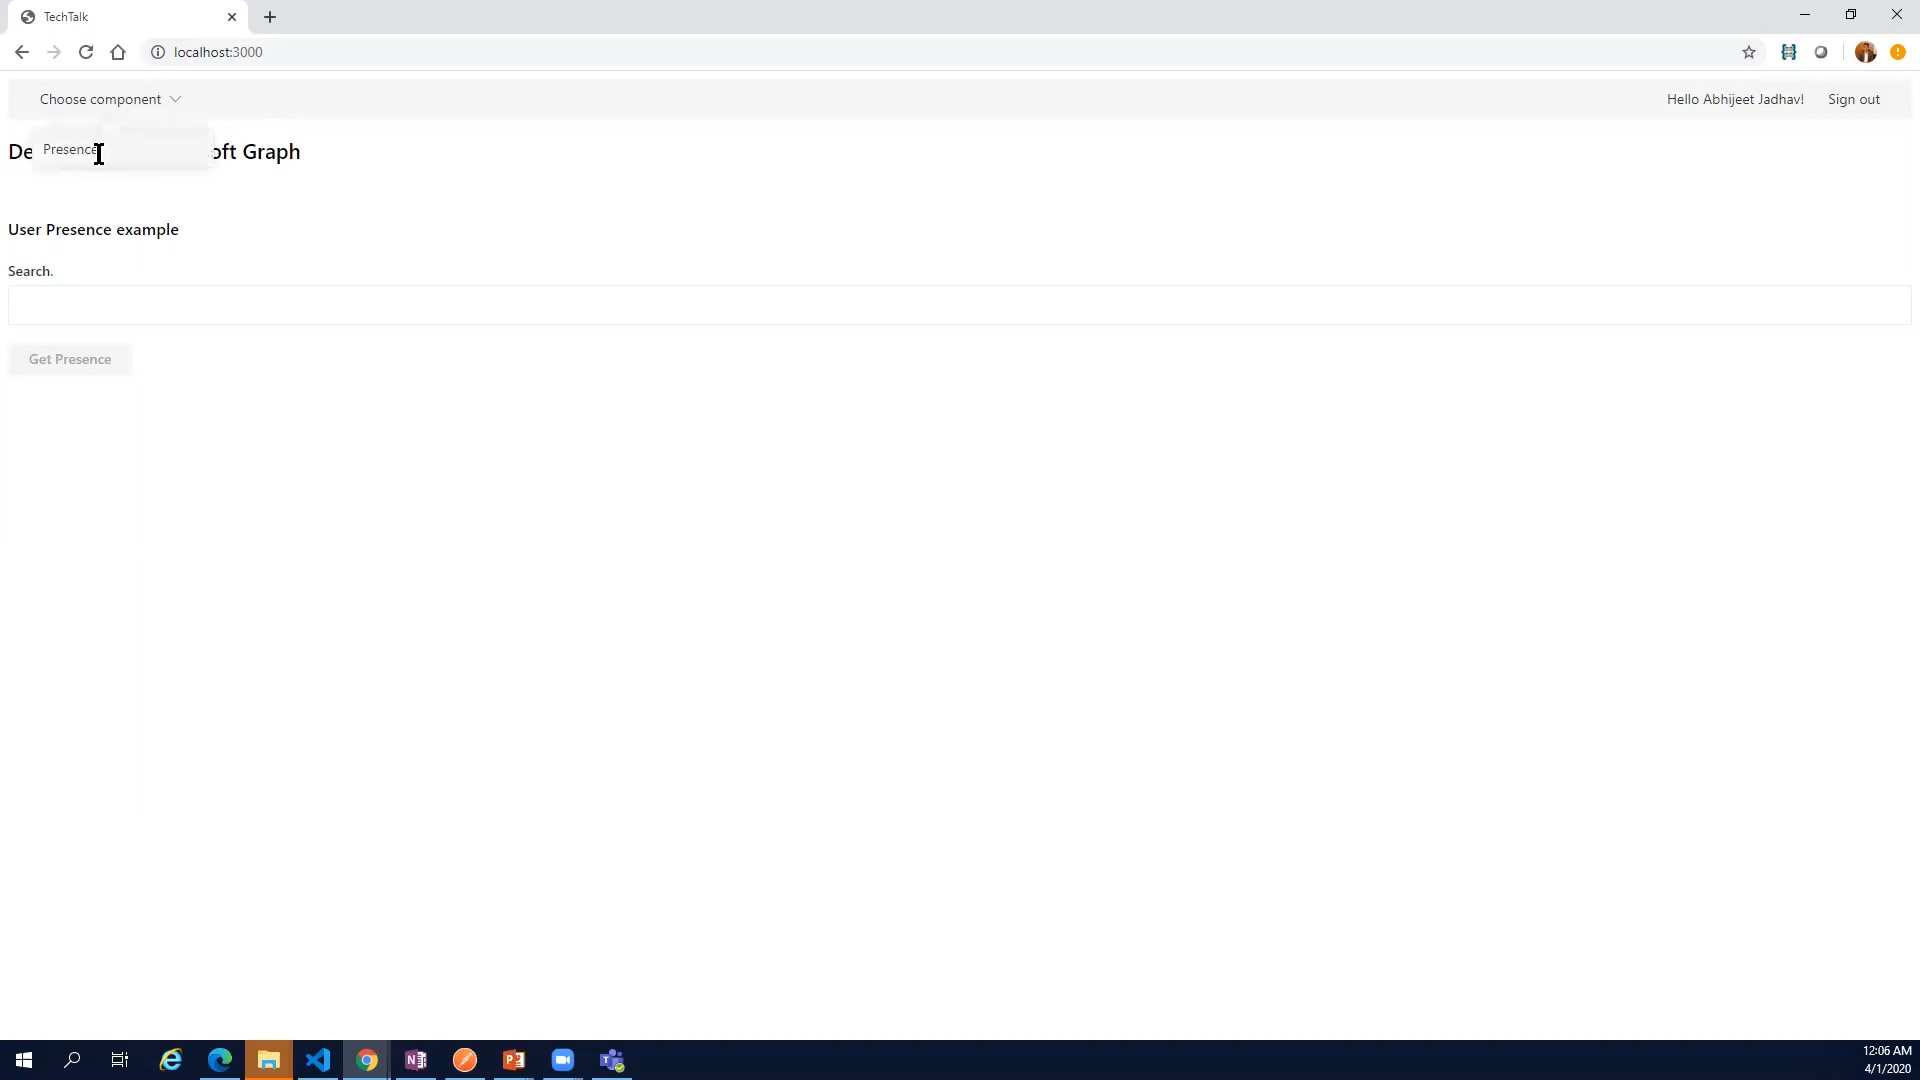 TechTalk
localhost:3000
Choose component
Hello Abhijeet Jadhav! Sign out
Presence
De oft Graph
User Presence example
Search.
Get Presence
12:06 AM
4/1/2020